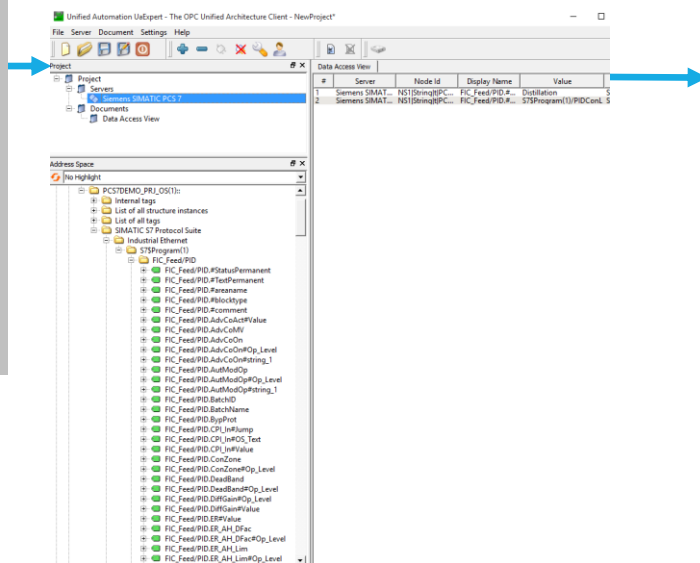 Unified Automation UaExpert - The OPC Unified Architecture Client - NewProject*
File Server Document Settings Help
Project
Project
Servers
Siemens SIMATIC PCS 7
Documents
Data Access View
Address Space
No Highlight
PCS7DEMO_PRJ_OS(1)::
Internal tags
List of all structure instances
List of all tags
SIMATIC S7 Protocol Suite
Industrial Ethernet
S7$Program(1)
FIC_Feed/PID
FIC_Feed/PID.#StatusPermanent
FIC_Feed/PID.#TextPermanent
FIC_Feed/PID.#areaname
FIC_Feed/PID.#blocktype
FIC_Feed/PID.#comment
FIC_Feed/PID.AdvCoAct#Value
FIC_Feed/PID.AdvCoMV
FIC_Feed/PID.AdvCoOn
FIC_Feed/PID.AdvCoOn#Op_Level
FIC_Feed/PID.AdvCoOn#string_1
FIC_Feed/PID.AutModOp
FIC_Feed/PID.AutModOp#Op_Level
FIC_Feed/PID.AutModOp#string_1
FIC_Feed/PID.BatchID
FIC_Feed/PID.BatchName
FIC_Feed/PID.BypProt
FIC_Feed/PID.CPI_In#Jump
FIC_Feed/PID.CPI_In#OS_Text
FIC_Feed/PID.CPI_In#Value
FIC_Feed/PID.ConZone
FIC_Feed/PID.ConZone#Op_Level
FIC_Feed/PID.DeadBand
FIC_Feed/PID.DeadBand#Op_Level
FIC_Feed/PID.DiffGain#Op_Level
FIC_Feed/PID.DiffGain#Value
FIC_Feed/PID.ER#Value
FIC_Feed/PID.ER_AH_DFac
FIC_Feed/PID.ER_AH_DFac#Op_Level
FIC_Feed/PID.ER_AH_Lim
FIC_Feed/PID.ER_AH_Lim#Op_Level
Data Access View
# Server Node Id Display Name Value
1 Siemens SIMAT... NS1|String|t|PC... FIC_Feed/PID.#... Distillation S
2 Siemens SIMAT... NS1|String|t|PC... FIC_Feed/PID.#... S7$Program(1)/PIDConL S